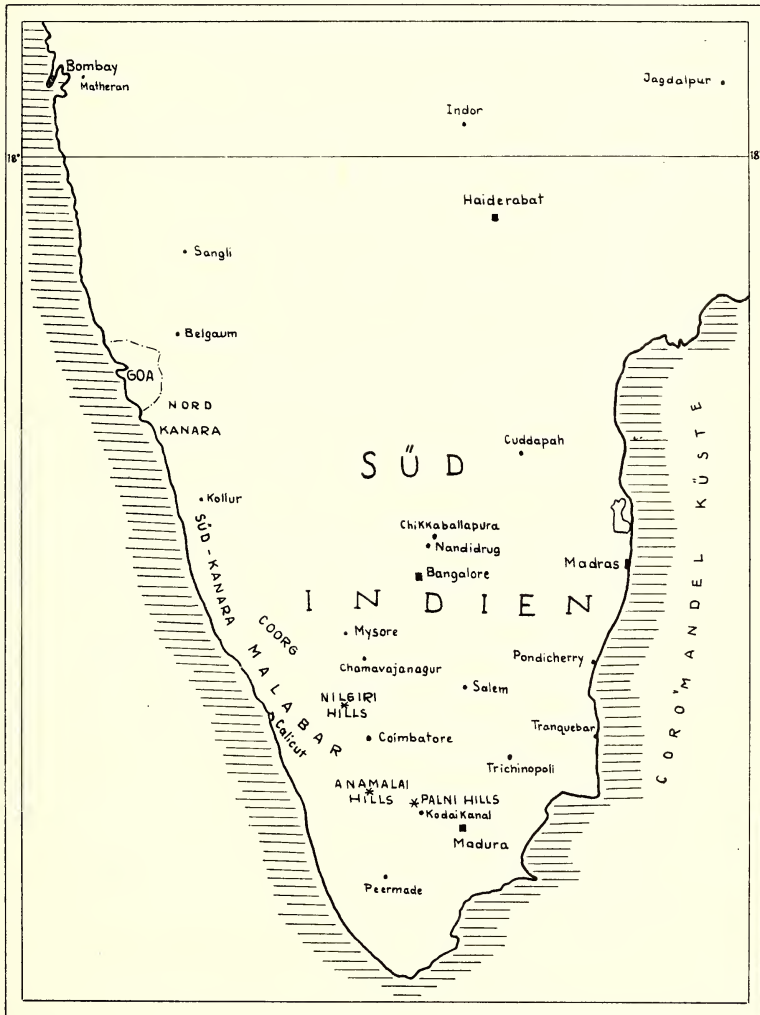 Bombay
Matheran
Jagdalpur
Indor
18°
18°
Haiderabat
Sangli
Belgaum
GOA
NORD
KANARA
Cuddapah
SÜD
Kollur
Chikkaballapura
Nandidrug
Madras
Bangalore
SÜD-KANARA
INDIEN
COORG
Mysore
MALABAR
Chamavajanagur
Pondicherry
Salem
NILGIRI
HILLS
Calicut
Coimbatore
Tranquebar
Trichinopoli
ANAMALAI
HILLS
PALNI HILLS
KodaiKanal
Madura
Peermade
CORO'MANDEL KÜSTE